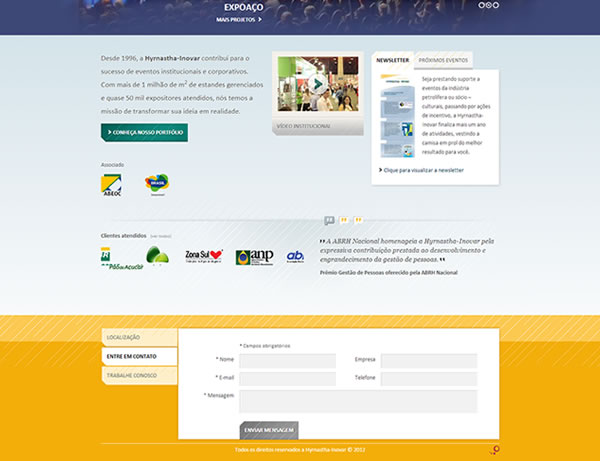 EXPOAÇO
MAIS PROJETOS
Desde 1996, a Hyrnastha-Inovar contribui para o
sucesso de eventos institucionais e corporativos.
Com mais de 1 milhão de m² de estandes gerenciados
e quase 50 mil expositores atendidos, nós temos a
missão de transformar sua ideia em realidade.
CONHEÇA NOSSO PORTFÓLIO
VÍDEO INSTITUCIONAL
NEWSLETTER
PRÓXIMOS EVENTOS
Seja prestando suporte a
eventos da indústria
petrolífera ou sócio –
culturais, passando por ações
de incentivo, a Hyrnastha-
Inovar finaliza mais um ano
de atividades, vestindo a
camisa em prol do melhor
resultado para você.
Clique para visualizar a newsletter
Associado
ABEOC
BRASIL
Clientes atendidos
BR
Pão de Açúcar
Zona Sul
anp
ab
"A ABRH Nacional homenageia a Hyrnastha-Inovar pela
expressiva contribuição prestada ao desenvolvimento e
engrandecimento da gestão de pessoas."
Prêmio Gestão de Pessoas oferecido pela ABRH Nacional
LOCALIZAÇÃO
ENTRE EM CONTATO
TRABALHE CONOSCO
* Campos obrigatórios
* Nome
Empresa
* E-mail
Telefone
* Mensagem
ENVIAR MENSAGEM
Todos os direitos reservados a Hyrnastha-Inovar © 2012